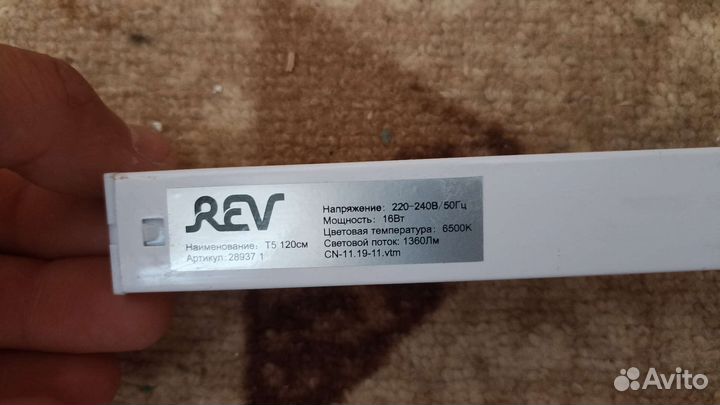 REV
Наименование: T5 120см
Артикул: 28937 1
Напряжение: 220-240В/50Гц
Мощность: 16Вт
Цветовая температура: 6500K
Световой поток: 1360Лм
CN-11.19-11.vtm
Avito